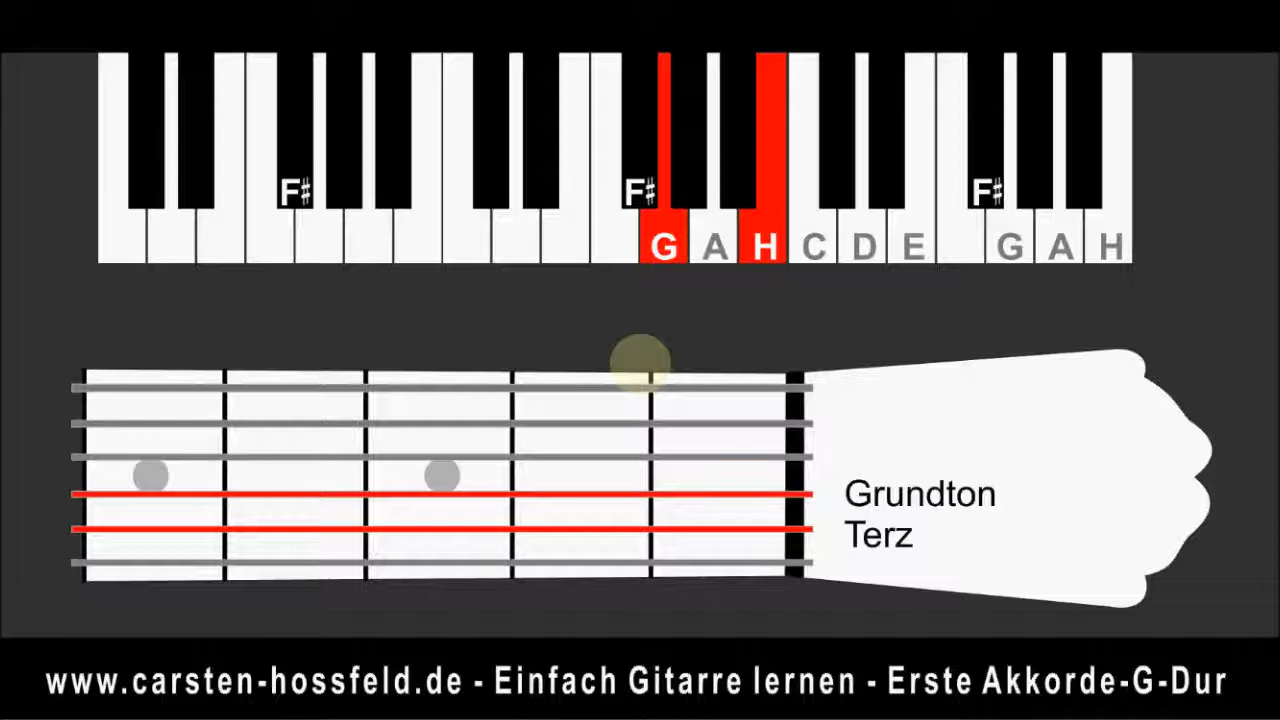 F♯ F♯ F♯
G A H C D E G A H
Grundton
Terz
www.carsten-hossfeld.de - Einfach Gitarre lernen - Erste Akkorde-G-Dur